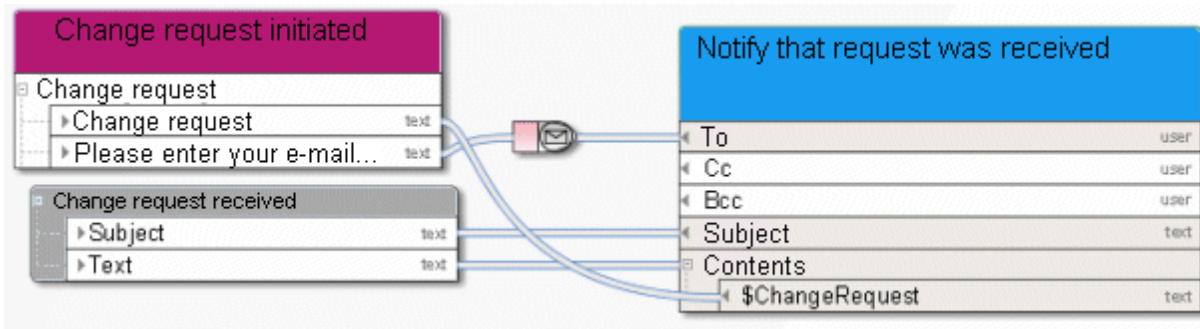 Change request initiated
Change request
Change request text
Please enter your e-mail... text
Change request received
Subject text
Text text
Notify that request was received
To user
Cc user
Bcc user
Subject text
Contents
$ChangeRequest text